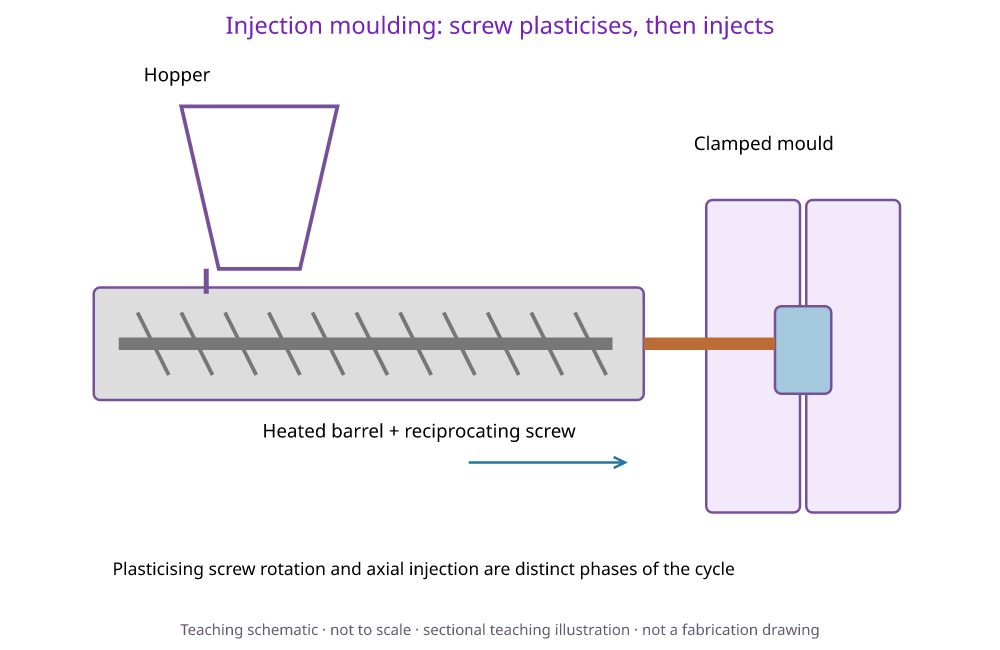 Injection moulding: screw plasticises, then injects
Hopper
Clamped mould
Heated barrel + reciprocating screw
Plasticising screw rotation and axial injection are distinct phases of the cycle
Teaching schematic · not to scale · sectional teaching illustration · not a fabrication drawing